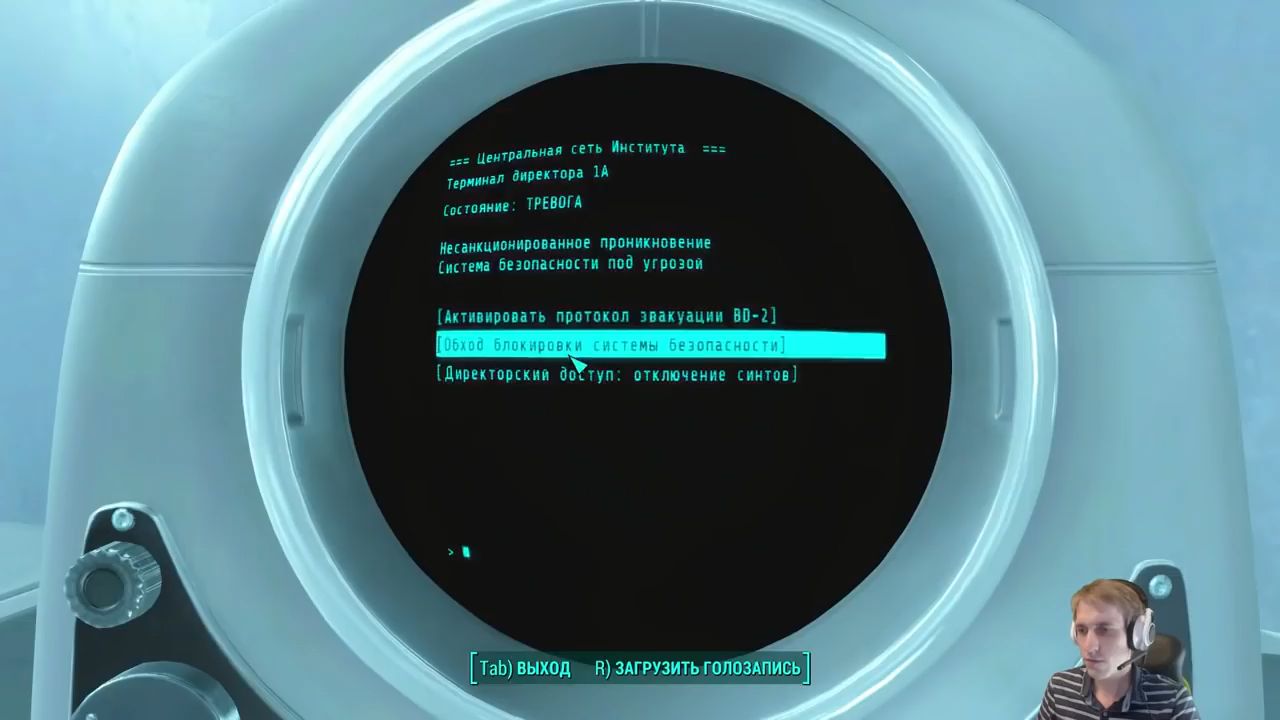 === Центральная сеть Института ===
Терминал директора 1А
Состояние: ТРЕВОГА
Несанкционированное проникновение
Система безопасности под угрозой
[Активировать протокол эвакуации BD-2]
[Обход блокировки системы безопасности]
[Директорский доступ: отключение синтов]
>
[Tab) ВЫХОД R) ЗАГРУЗИТЬ ГОЛОЗАПИСЬ]